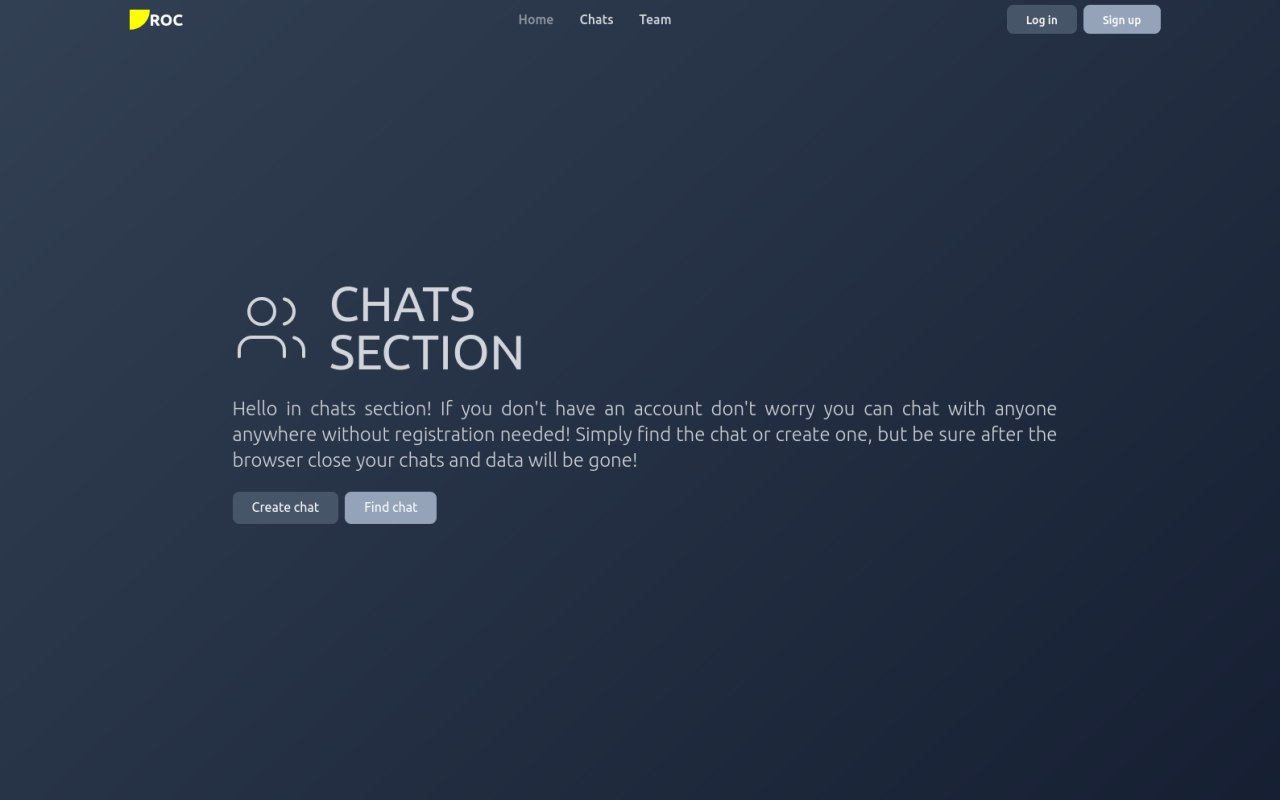 ROC
Home
Chats
Team
Log in
Sign up
CHATS
SECTION
Hello in chats section! If you don't have an account don't worry you can chat with anyone
anywhere without registration needed! Simply find the chat or create one, but be sure after the
browser close your chats and data will be gone!
Create chat
Find chat